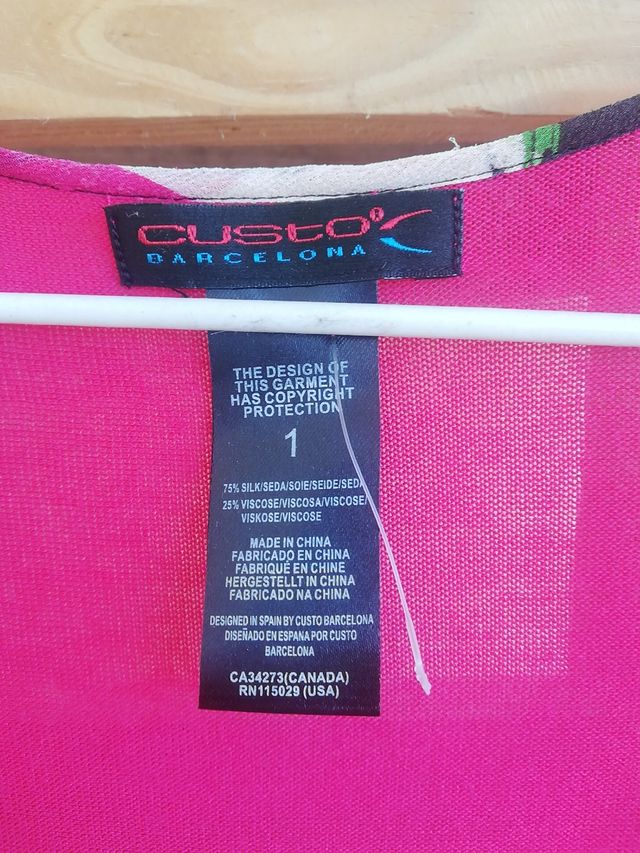 CUSTO®
BARCELONA
THE DESIGN OF
THIS GARMENT
HAS COPYRIGHT
PROTECTION
1
75% SILK/SEDA/SOIE/SEIDE/SEDA
25% VISCOSE/VISCOSA/VISCOSE/
VISKOSE/VISCOSE
MADE IN CHINA
FABRICADO EN CHINA
FABRIQUÉ EN CHINE
HERGESTELLT IN CHINA
FABRICADO NA CHINA
DESIGNED IN SPAIN BY CUSTO BARCELONA
DISEÑADO EN ESPAÑA POR CUSTO
BARCELONA
CA34273(CANADA)
RN115029 (USA)